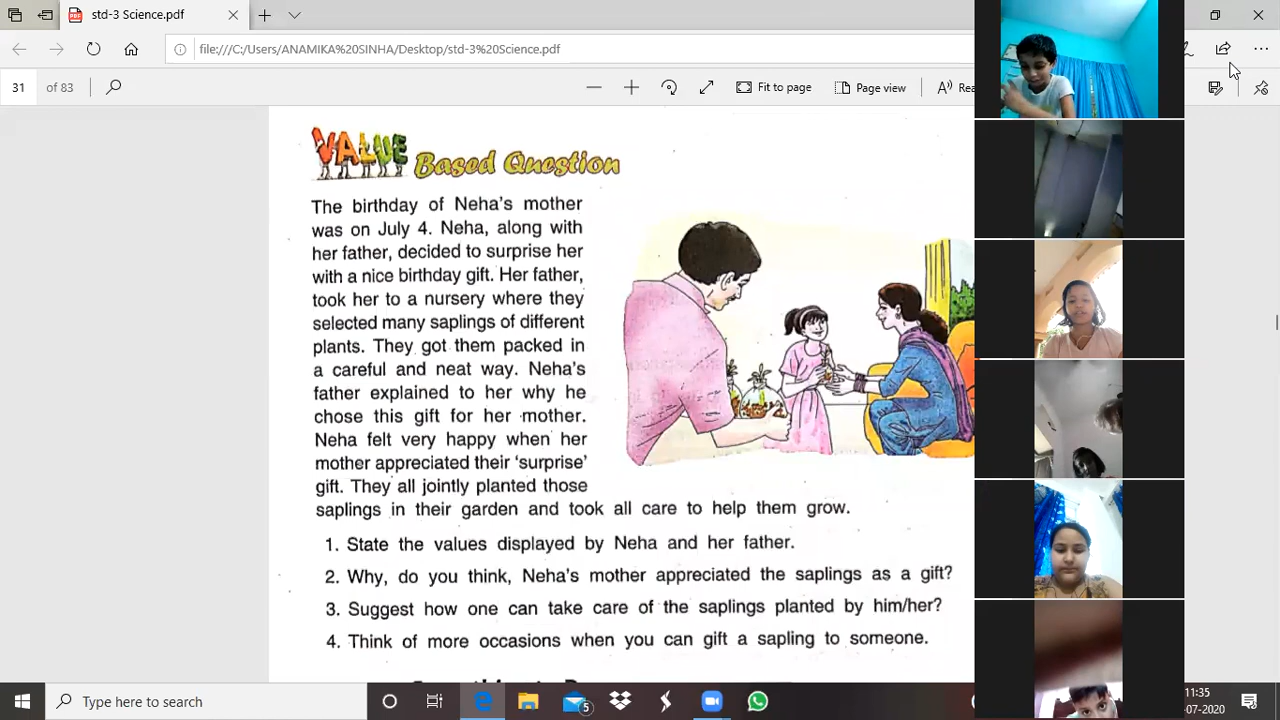 std-3 Science.pdf
file:///C:/Users/ANAMIKA%20SINHA/Desktop/std-3%20Science.pdf
31 of 83
Fit to page
Page view
A Rea
VALUE Based Question
The birthday of Neha's mother
was on July 4. Neha, along with
her father, decided to surprise her
with a nice birthday gift. Her father,
took her to a nursery where they
selected many saplings of different
plants. They got them packed in
a careful and neat way. Neha's
father explained to her why he
chose this gift for her mother.
Neha felt very happy when her
mother appreciated their 'surprise'
gift. They all jointly planted those
saplings in their garden and took all care to help them grow.
1. State the values displayed by Neha and her father.
2. Why, do you think, Neha's mother appreciated the saplings as a gift?
3. Suggest how one can take care of the saplings planted by him/her?
4. Think of more occasions when you can gift a sapling to someone.
Type here to search
5
11:35
-07-2020